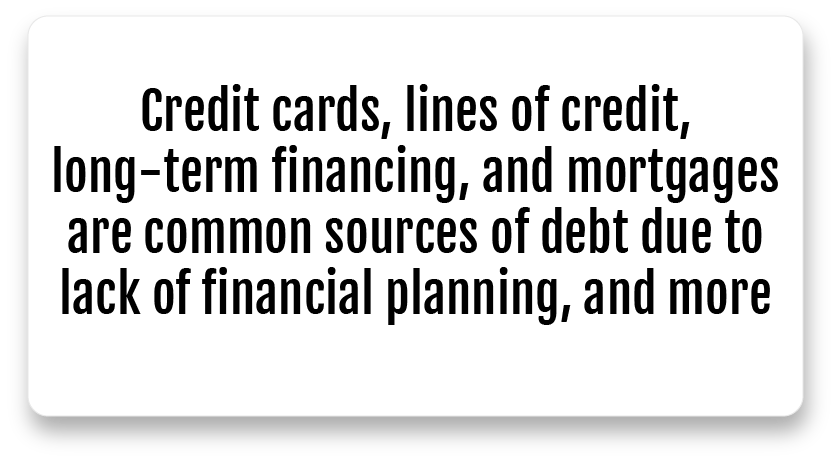 Credit cards, lines of credit,
long-term financing, and mortgages
are common sources of debt due to
lack of financial planning, and more